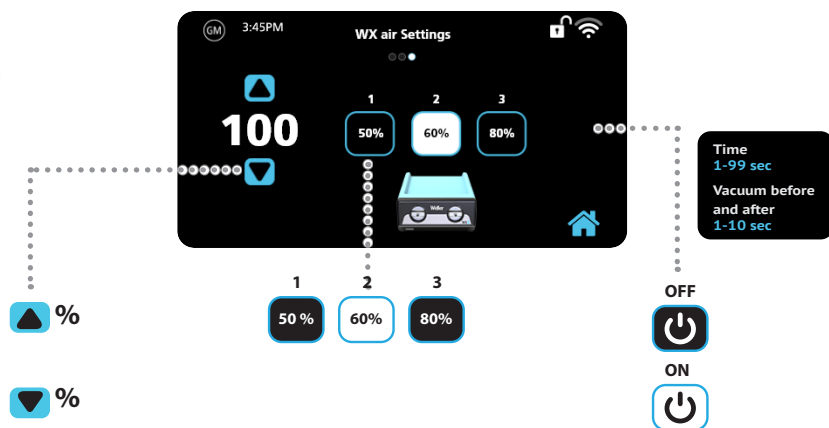 GM 3:45PM WX air Settings
1 2 3
100 50% 60% 80%
Weller
Time
1-99 sec
Vacuum before
and after
1-10 sec
1 2 3
50 % 60% 80%
%
%
OFF
ON